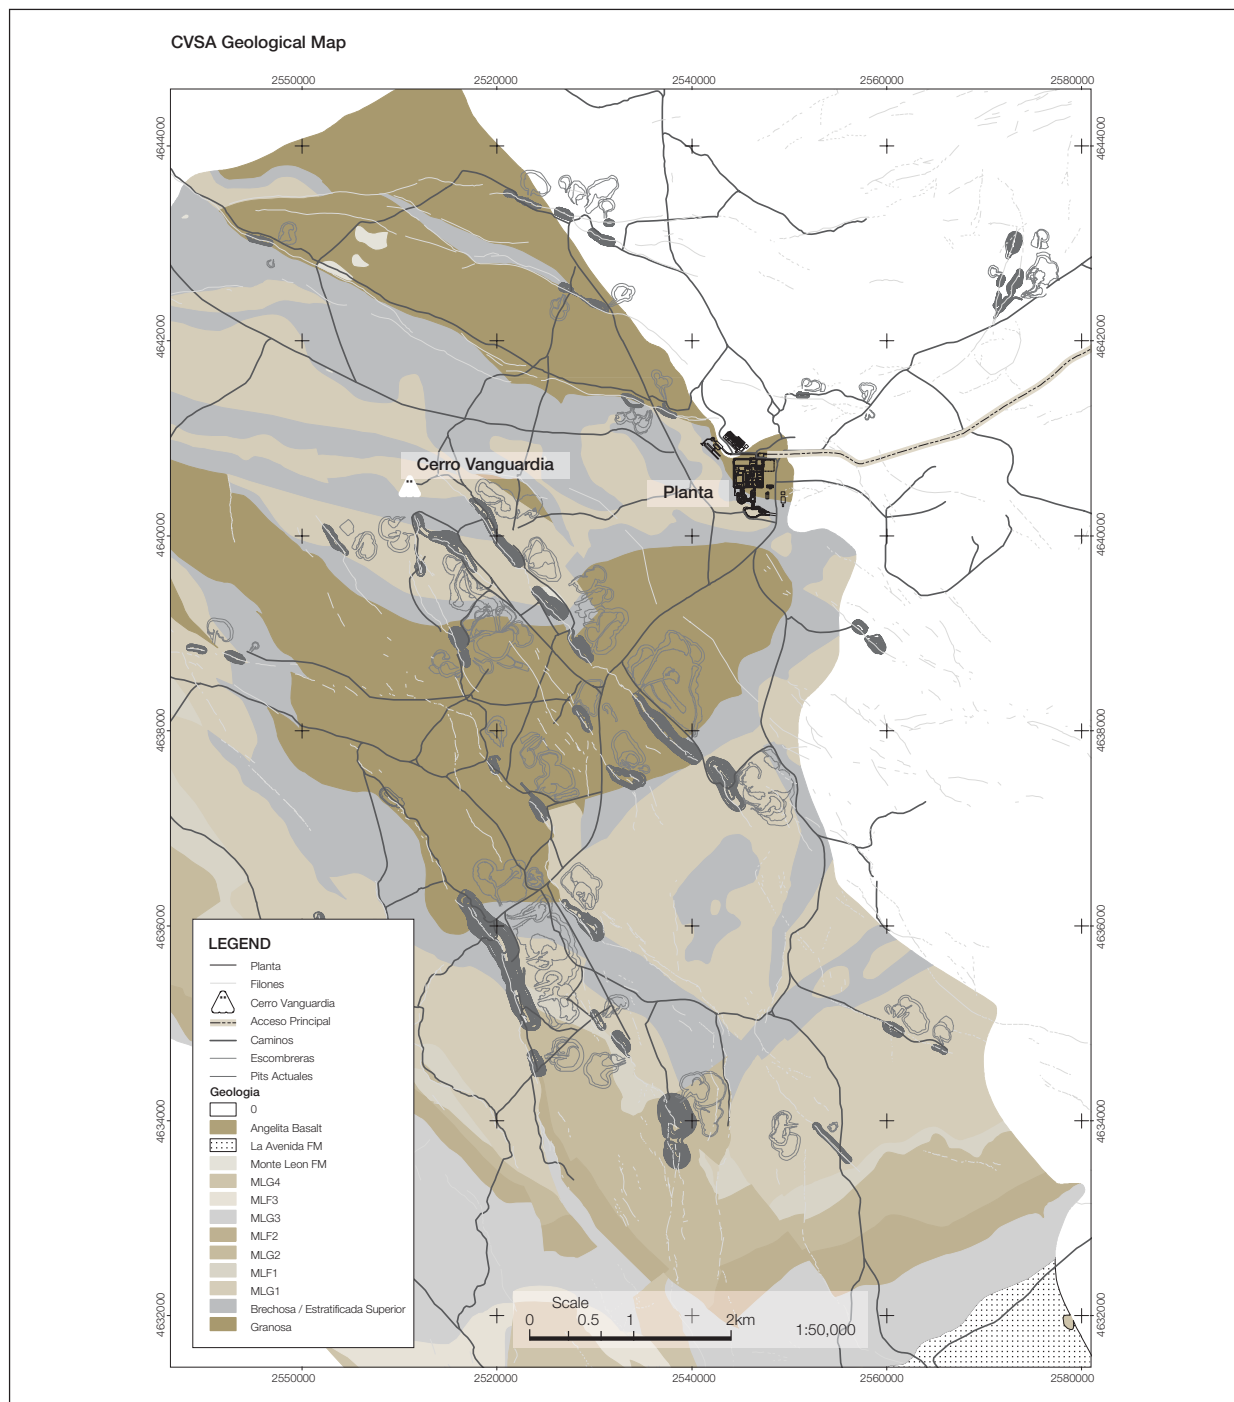 CVSA Geological Map
2550000 2520000 2540000 2560000 2580000
4644000 4644000
4642000 4642000
Cerro Vanguardia
Planta
4640000 4640000
4638000 4638000
4636000 4636000
LEGEND
Planta
Filones
Cerro Vanguardia
Acceso Principal
Caminos
Escombreras
Pits Actuales
Geologia
0
Angelita Basalt
La Avenida FM
Monte Leon FM
MLG4
MLF3
MLG3
MLF2
MLG2
MLF1
MLG1
Brechosa / Estratificada Superior
Granosa
4634000 4634000
4632000 4632000
Scale
0 0.5 1 2km
1:50,000
2550000 2520000 2540000 2560000 2580000